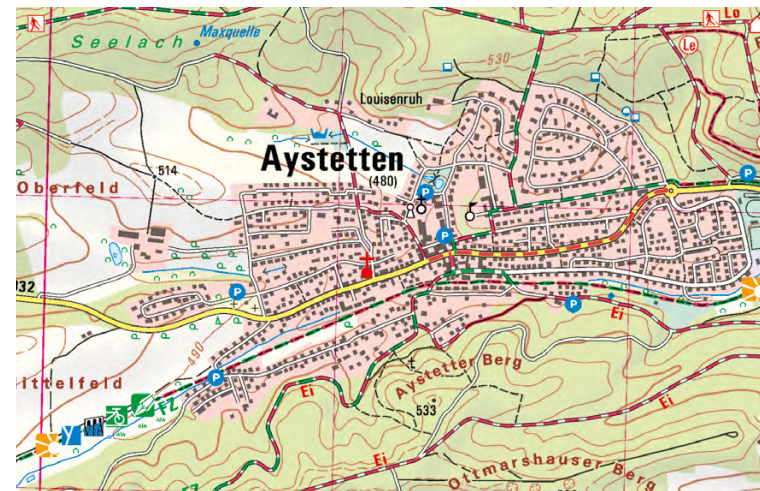 Lo
Seelach
Maxquelle
Le
530
Louisenruh
Aystetten
(480)
514
Oberfeld
P
P
P
P
P
P
Ei
032
490
ittelfeld
Aystetter Berg
533
Ei
Ei
Ei
Ottmarshauser Berg